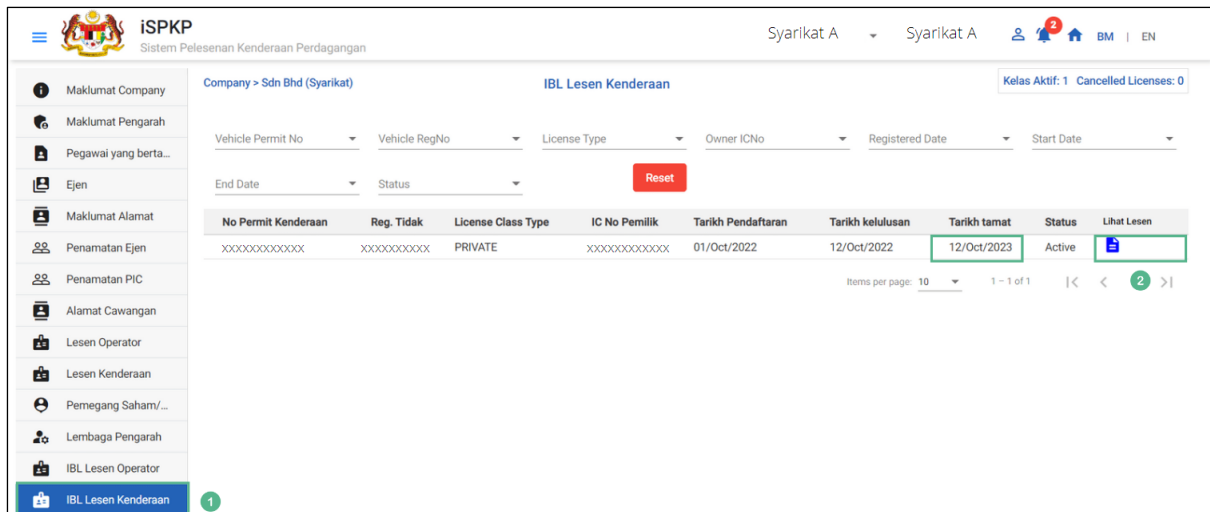 iSPKP
Sistem Pelesenan Kenderaan Perdagangan
Syarikat A Syarikat A 2 BM | EN
Maklumat Company
Maklumat Pengarah
Pegawai yang berta...
Ejen
Maklumat Alamat
Penamatan Ejen
Penamatan PIC
Alamat Cawangan
Lesen Operator
Lesen Kenderaan
Pemegang Saham/...
Lembaga Pengarah
IBL Lesen Operator
IBL Lesen Kenderaan 1
Company > Sdn Bhd (Syarikat) IBL Lesen Kenderaan Kelas Aktif: 1 Cancelled Licenses: 0
Vehicle Permit No Vehicle RegNo License Type Owner ICNo Registered Date Start Date
End Date Status Reset
No Permit Kenderaan Reg. Tidak License Class Type IC No Pemilik Tarikh Pendaftaran Tarikh kelulusan Tarikh tamat Status Lihat Lesen
XXXXXXXXXXXX XXXXXXXXXX PRIVATE XXXXXXXXXXXX 01/Oct/2022 12/Oct/2022 12/Oct/2023 Active
Items per page: 10 1 – 1 of 1 2